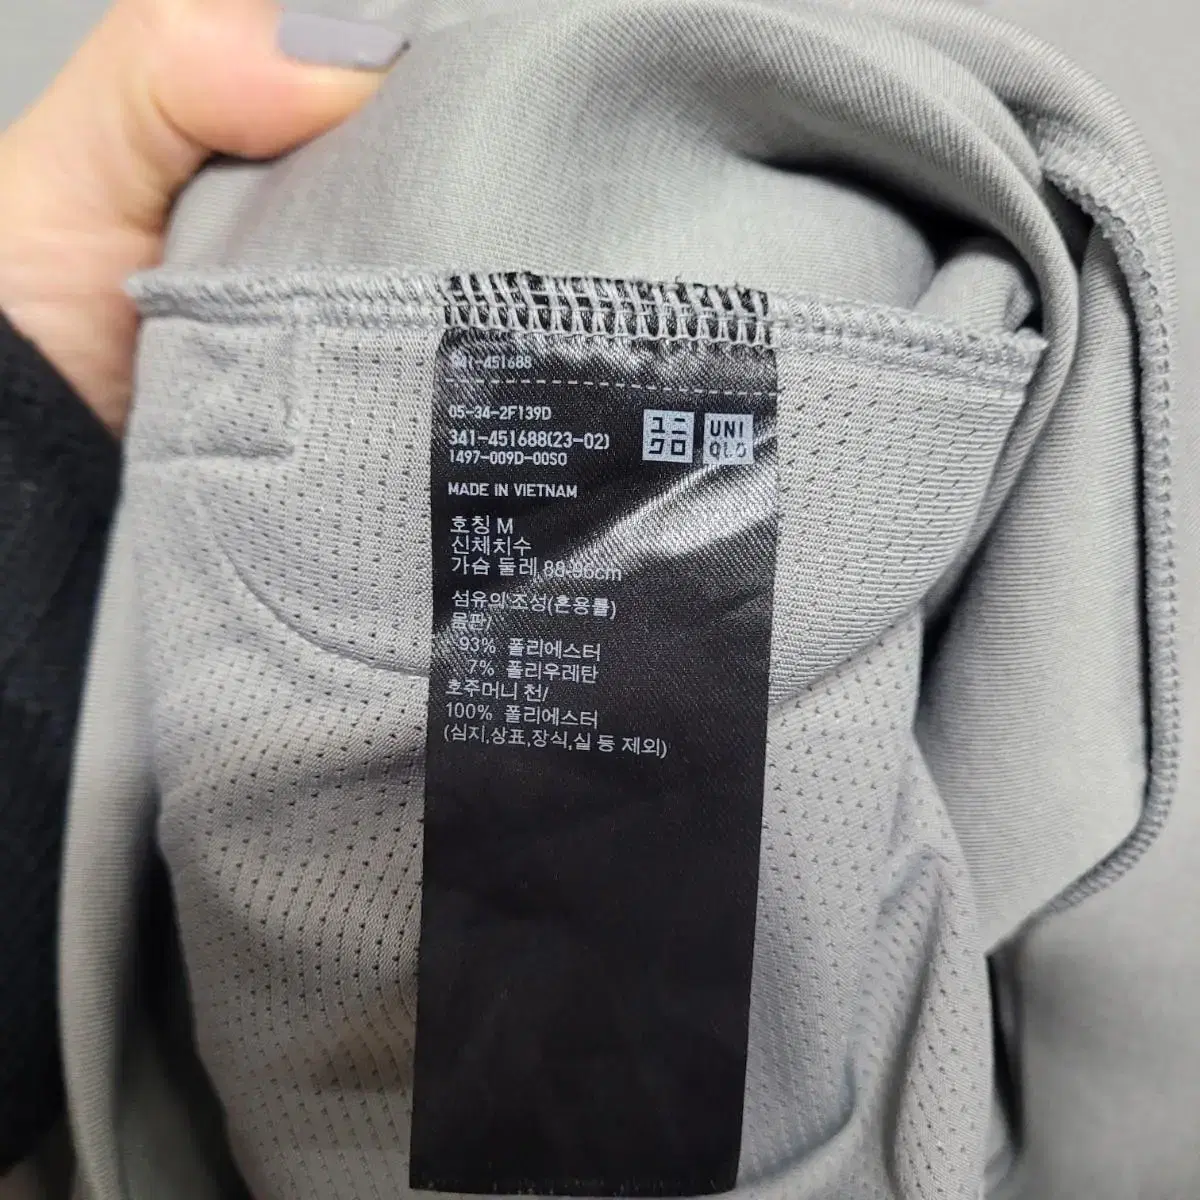 341-451688
05-34-2F139D
341-451688(23-02)
1497-009D-00SO
ユニ
クロ
UNI
QLO
MADE IN VIETNAM
호칭 M
신체치수
가슴 둘레 88-96cm
섬유의 조성(혼용률)
몸판/
93% 폴리에스터
7% 폴리우레탄
호주머니 천/
100% 폴리에스터
(심지,상표,장식,실 등 제외)